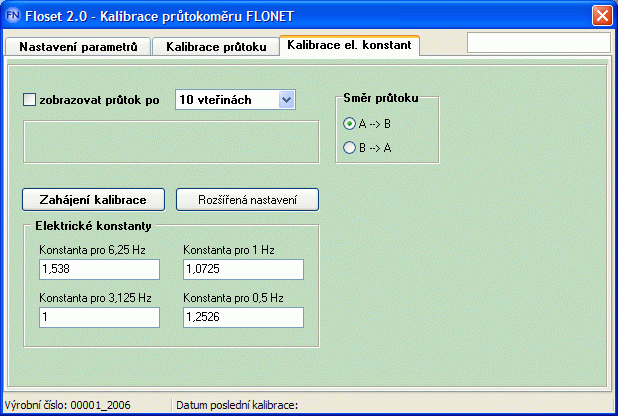 FN Floset 2.0 - Kalibrace průtokoměru FLONET
Nastavení parametrů Kalibrace průtoku Kalibrace el. konstant
zobrazovat průtok po 10 vteřinách
Směr průtoku
A --> B
B --> A
Zahájení kalibrace Rozšířená nastavení
Elektrické konstanty
Konstanta pro 6,25 Hz Konstanta pro 1 Hz
1,538 1,0725
Konstanta pro 3,125 Hz Konstanta pro 0,5 Hz
1 1,2526
Výrobní číslo: 00001_2006 Datum poslední kalibrace: